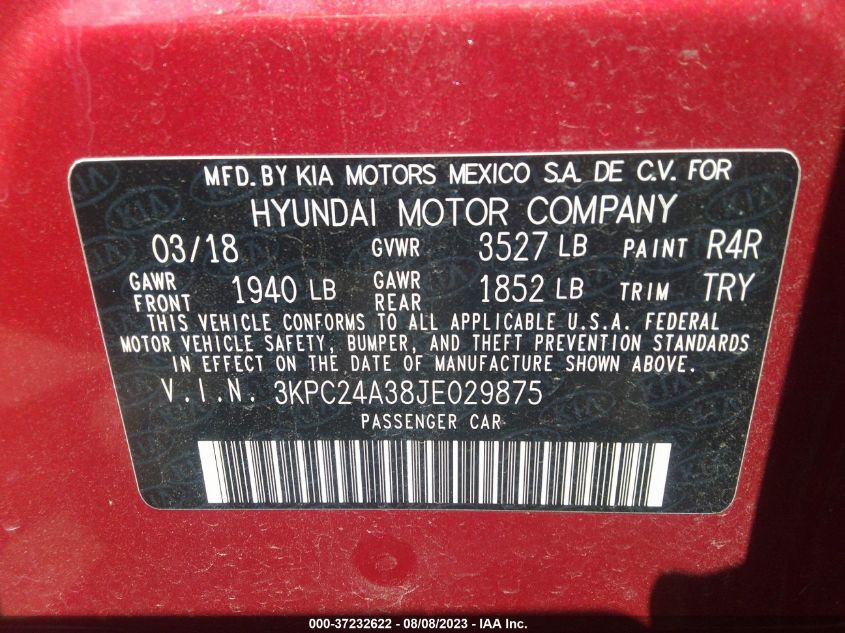 MFD. BY KIA MOTORS MEXICO S.A. DE C.V. FOR
HYUNDAI MOTOR COMPANY
03/18 GVWR 3527 LB PAINT R4R
GAWR FRONT 1940 LB GAWR REAR 1852 LB TRIM TRY
THIS VEHICLE CONFORMS TO ALL APPLICABLE U.S.A. FEDERAL
MOTOR VEHICLE SAFETY, BUMPER, AND THEFT PREVENTION STANDARDS
IN EFFECT ON THE DATE OF MANUFACTURE SHOWN ABOVE.
V.I.N. 3KPC24A38JE029875
PASSENGER CAR
000-37232622 - 08/08/2023 - IAA Inc.